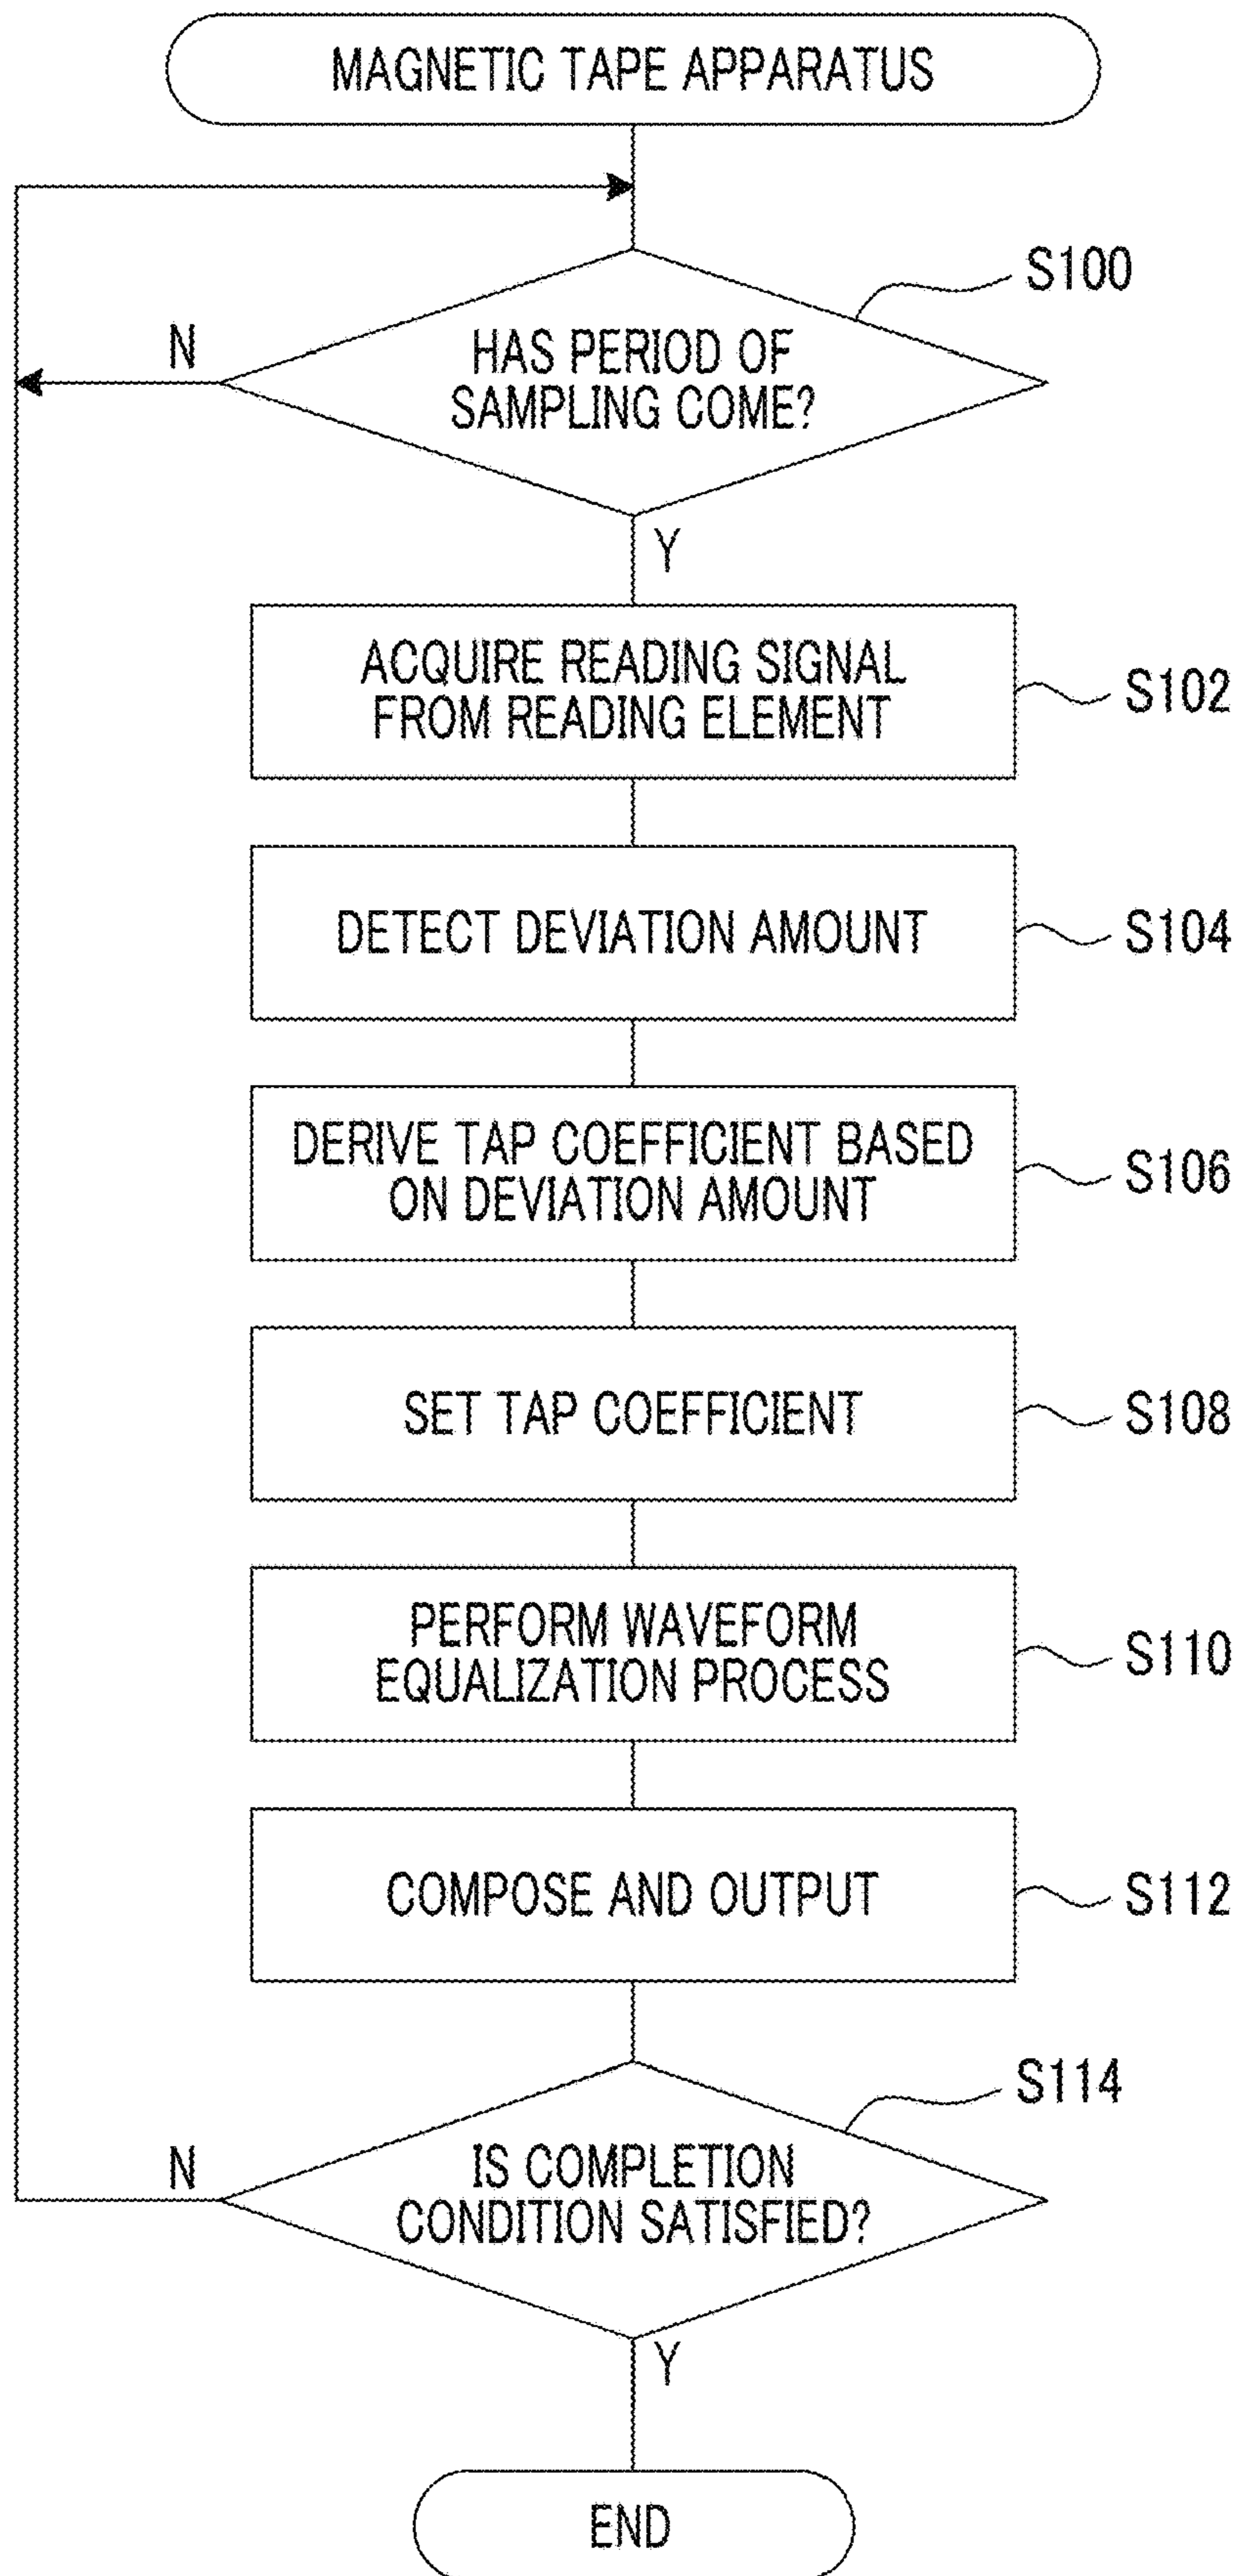 MAGNETIC TAPE APPARATUS
S100
HAS PERIOD OF
SAMPLING COME?
N
Y
ACQUIRE READING SIGNAL
FROM READING ELEMENT
S102
DETECT DEVIATION AMOUNT
S104
DERIVE TAP COEFFICIENT BASED
ON DEVIATION AMOUNT
S106
SET TAP COEFFICIENT
S108
PERFORM WAVEFORM
EQUALIZATION PROCESS
S110
COMPOSE AND OUTPUT
S112
S114
IS COMPLETION
CONDITION SATISFIED?
N
Y
END